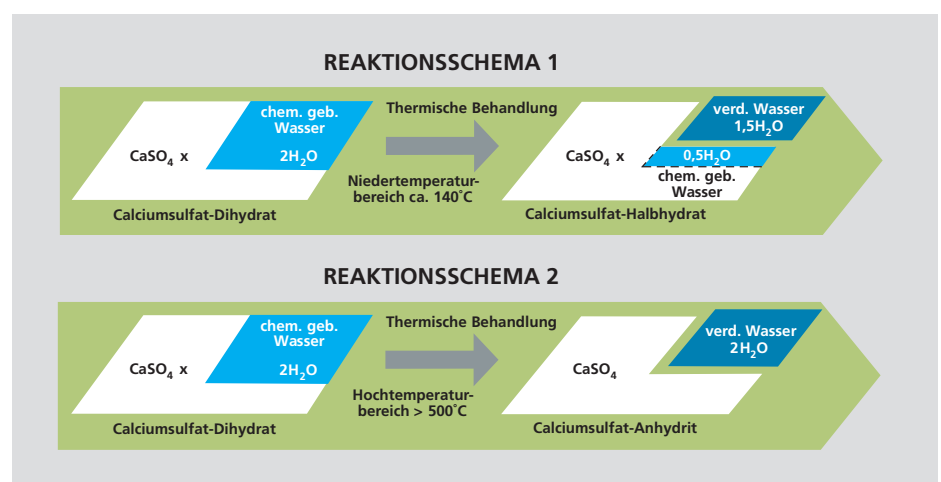 REAKTIONSSCHEMA 1
CaSO₄ x
chem. geb.
Wasser
2H₂O
Calciumsulfat-Dihydrat
Thermische Behandlung
Niedertemperatur-
bereich ca. 140˚C
CaSO₄ x
verd. Wasser
1,5H₂O
0,5H₂O
chem. geb.
Wasser
Calciumsulfat-Halbhydrat
REAKTIONSSCHEMA 2
CaSO₄ x
chem. geb.
Wasser
2H₂O
Calciumsulfat-Dihydrat
Thermische Behandlung
Hochtemperatur-
bereich > 500˚C
CaSO₄
verd. Wasser
2H₂O
Calciumsulfat-Anhydrit